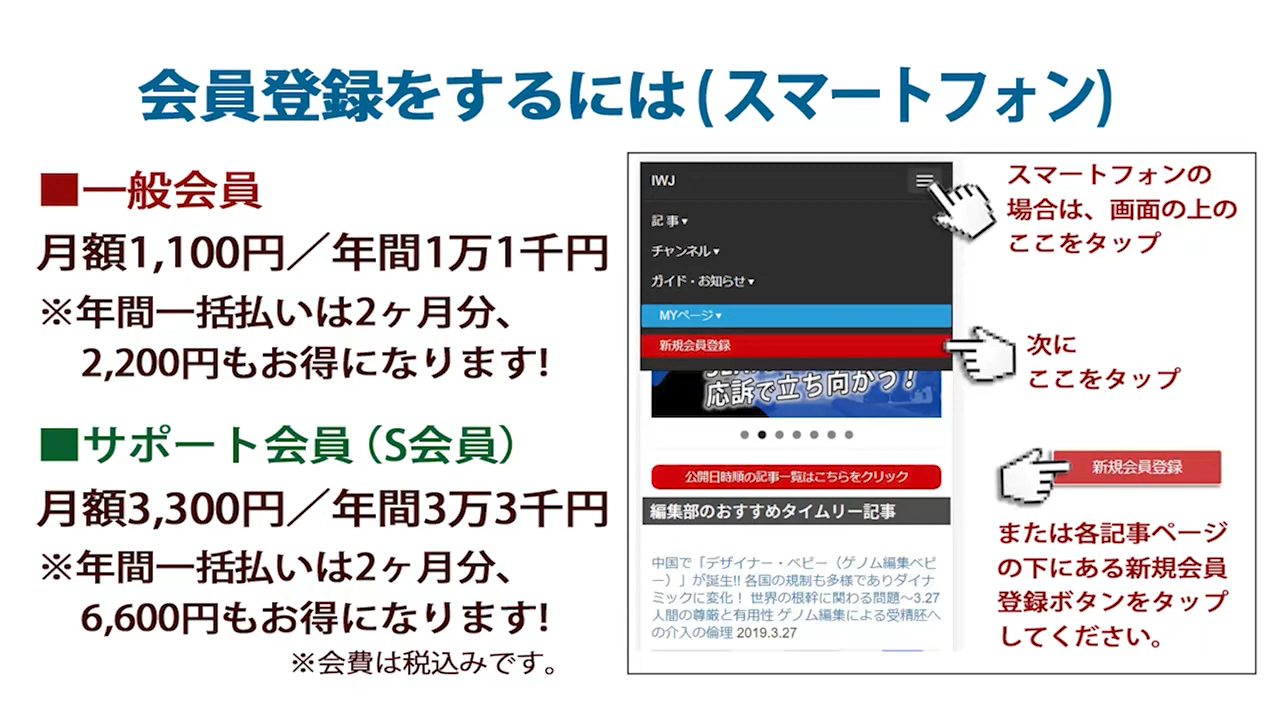 会員登録をするには(スマートフォン)
■一般会員
月額1,100円／年間1万1千円
※年間一括払いは2ヶ月分、
2,200円もお得になります!
■サポート会員（S会員）
月額3,300円／年間3万3千円
※年間一括払いは2ヶ月分、
6,600円もお得になります!
※会費は税込みです。
IWJ
記事▾
チャンネル▾
ガイド・お知らせ▾
MYページ▾
新規会員登録
応訴で立ち向かう！
公開日時順の記事一覧はこちらをクリック
編集部のおすすめタイムリー記事
中国で「デザイナー・ベビー（ゲノム編集ベビ
ー）」が誕生!! 各国の規制も多様でありダイナ
ミックに変化！ 世界の根幹に関わる問題～3.27
人間の尊厳と有用性 ゲノム編集による受精胚へ
の介入の倫理 2019.3.27
スマートフォンの
場合は、画面の上の
ここをタップ
次に
ここをタップ
新規会員登録
または各記事ページ
の下にある新規会員
登録ボタンをタップ
してください。